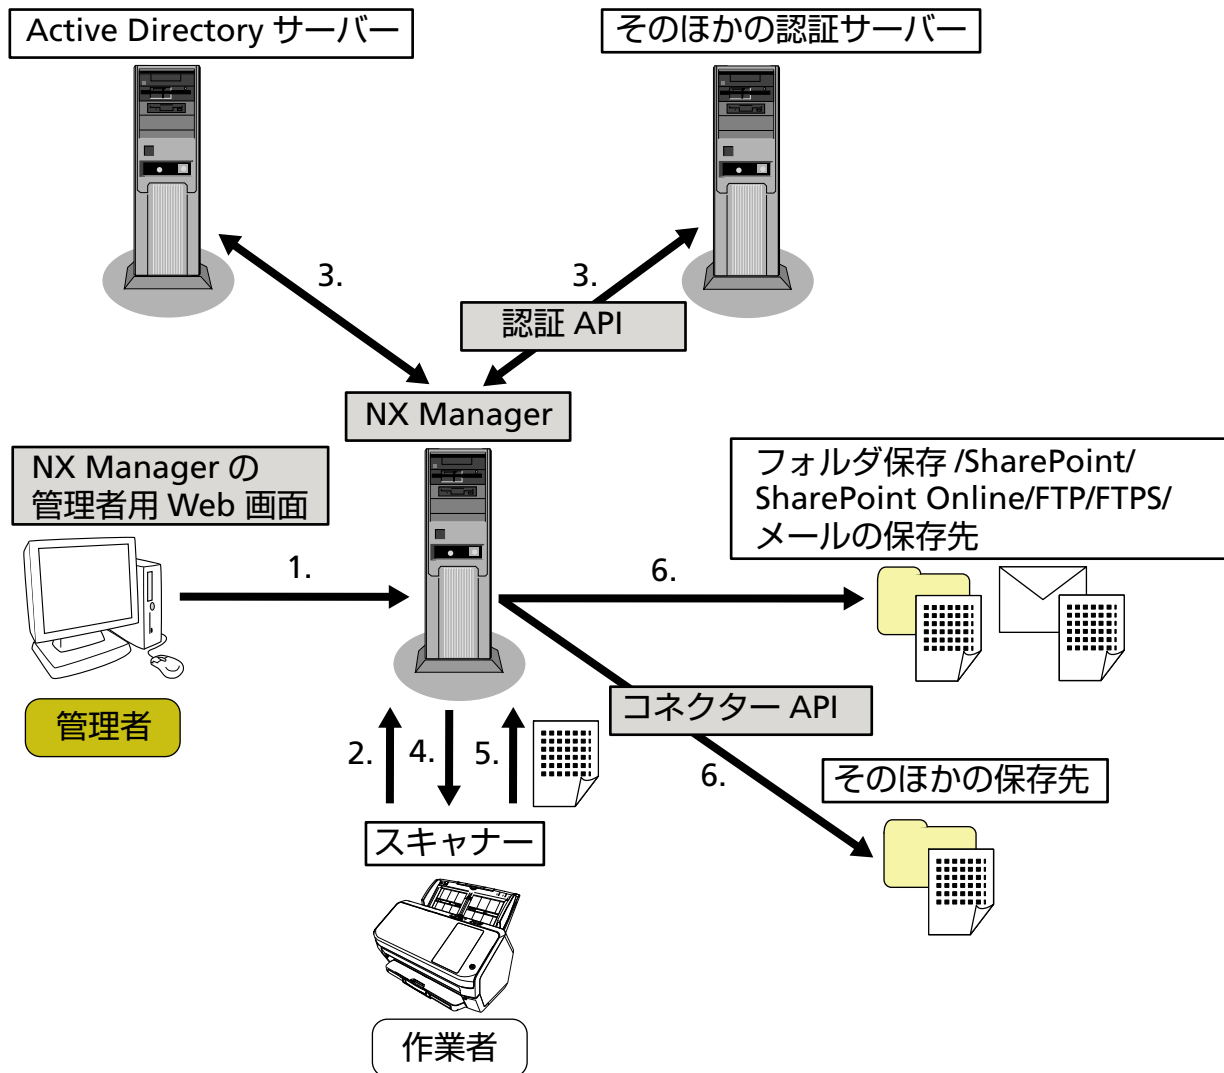 Active Directory サーバー
そのほかの認証サーバー
3.
3.
認証 API
NX Manager
NX Manager の
管理者用 Web 画面
フォルダ保存 /SharePoint/
SharePoint Online/FTP/FTPS/
メールの保存先
1.
6.
管理者
コネクター API
2.
4.
5.
6.
そのほかの保存先
スキャナー
作業者